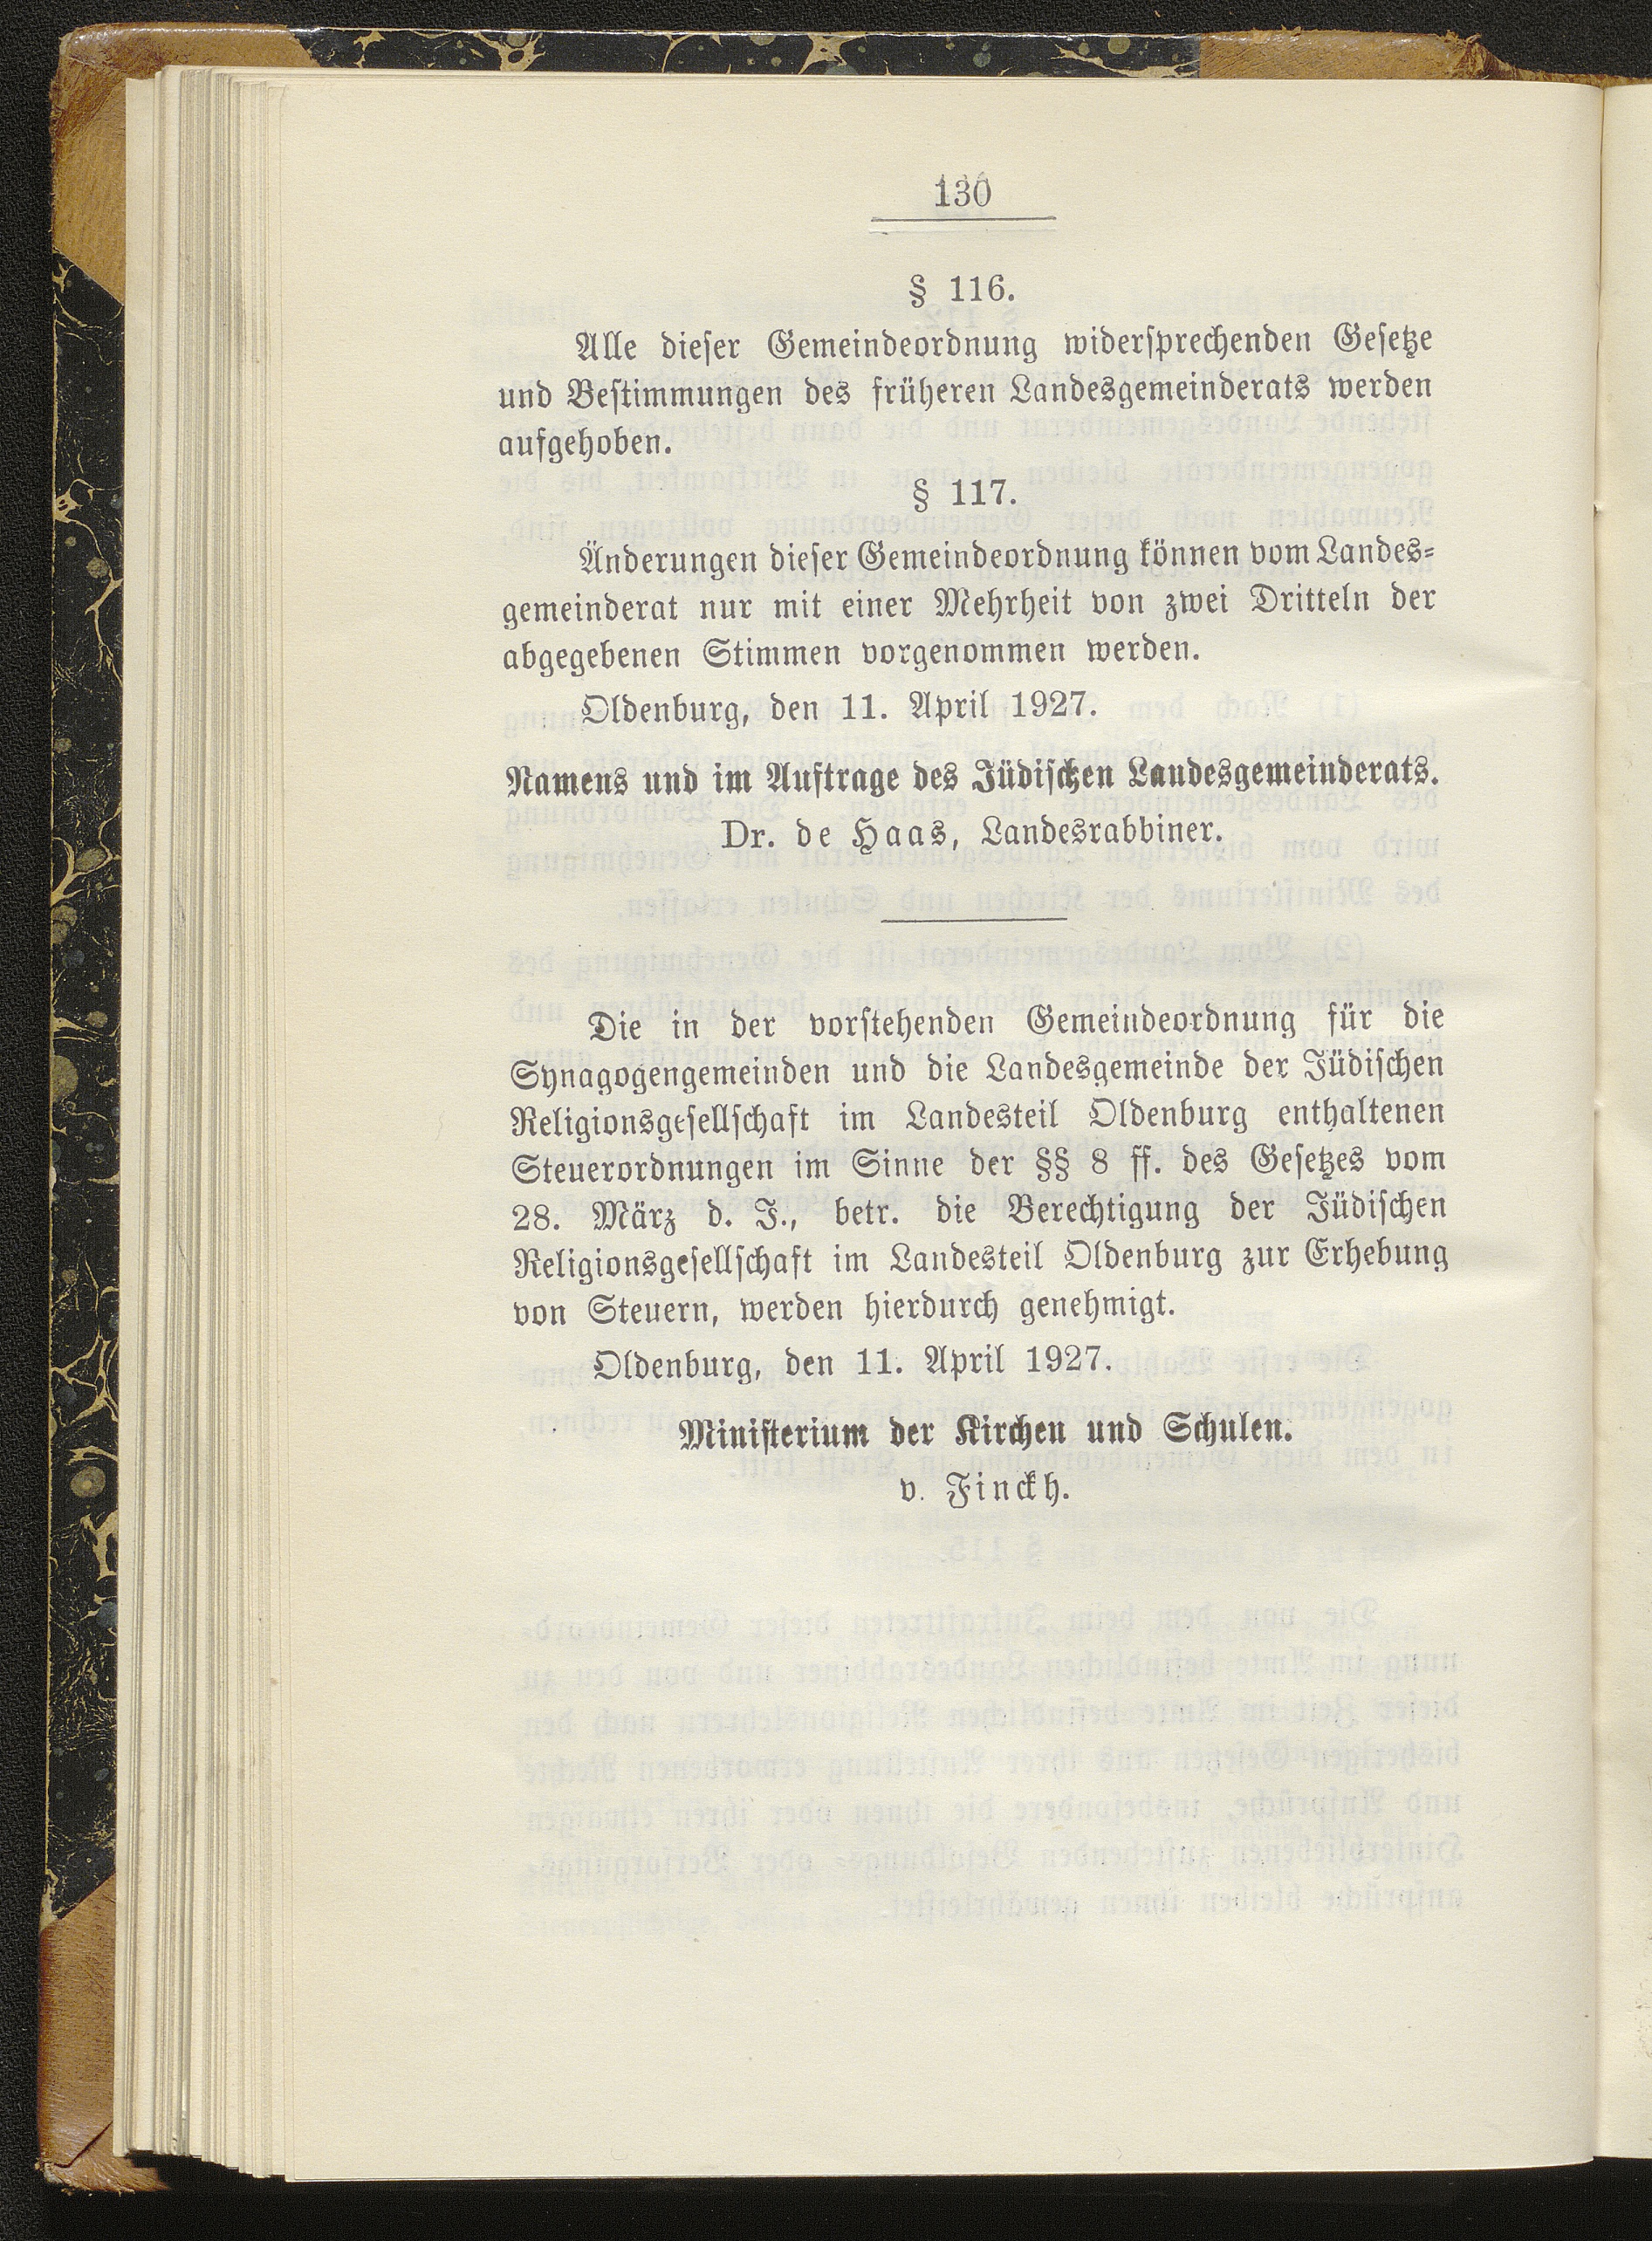 130
§ 116.
Alle dieser Gemeindeordnung widersprechenden Gesetze
und Bestimmungen des früheren Landesgemeinderats werden
aufgehoben.
§ 117.
Änderungen dieser Gemeindeordnung können vom Landes-
gemeinderat nur mit einer Mehrheit von zwei Dritteln der
abgegebenen Stimmen vorgenommen werden.
Oldenburg, den 11. April 1927.
Namens und im Auftrage des Jüdischen Landesgemeinderats.
Dr. de Haas, Landesrabbiner.
Die in der vorstehenden Gemeindeordnung für die
Synagogengemeinden und die Landesgemeinde der Jüdischen
Religionsgesellschaft im Landesteil Oldenburg enthaltenen
Steuerordnungen im Sinne der §§ 8 ff. des Gesetzes vom
28. März d. J., betr. die Berechtigung der Jüdischen
Religionsgesellschaft im Landesteil Oldenburg zur Erhebung
von Steuern, werden hierdurch genehmigt.
Oldenburg, den 11. April 1927.
Ministerium der Kirchen und Schulen.
v. Finckh.